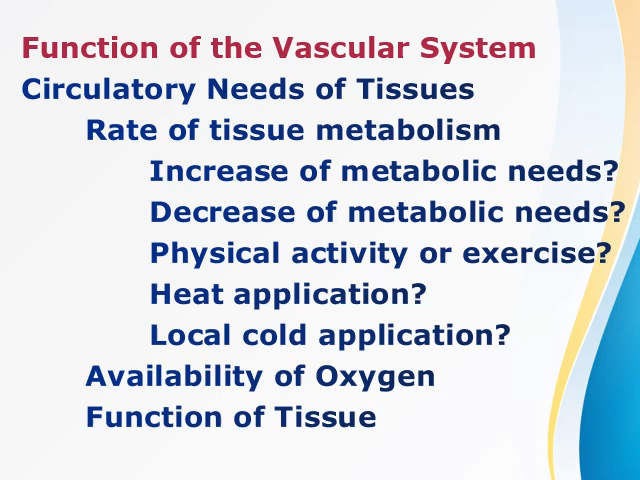 Function of the Vascular System
Circulatory Needs of Tissues
Rate of tissue metabolism
Increase of metabolic needs?
Decrease of metabolic needs?
Physical activity or exercise?
Heat application?
Local cold application?
Availability of Oxygen
Function of Tissue